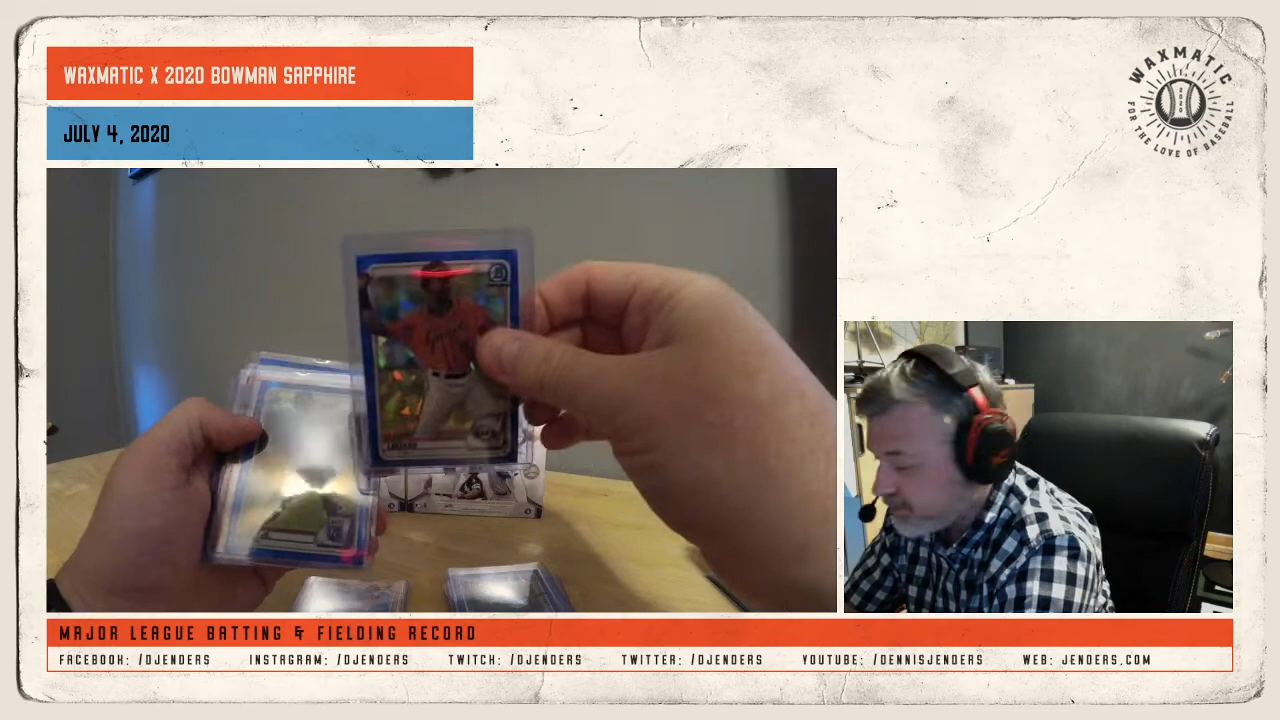 WAXMATIC X 2020 BOWMAN SAPPHIRE
JULY 4, 2020
WAXMATIC
2020
FOR THE LOVE OF BASEBALL
MAJOR LEAGUE BATTING & FIELDING RECORD
FACEBOOK: /DJENDERS INSTAGRAM: /DJENDERS TWITCH: /DJENDERS TWITTER: /DJENDERS YOUTUBE: /DENNISJENDERS WEB: JENDERS.COM